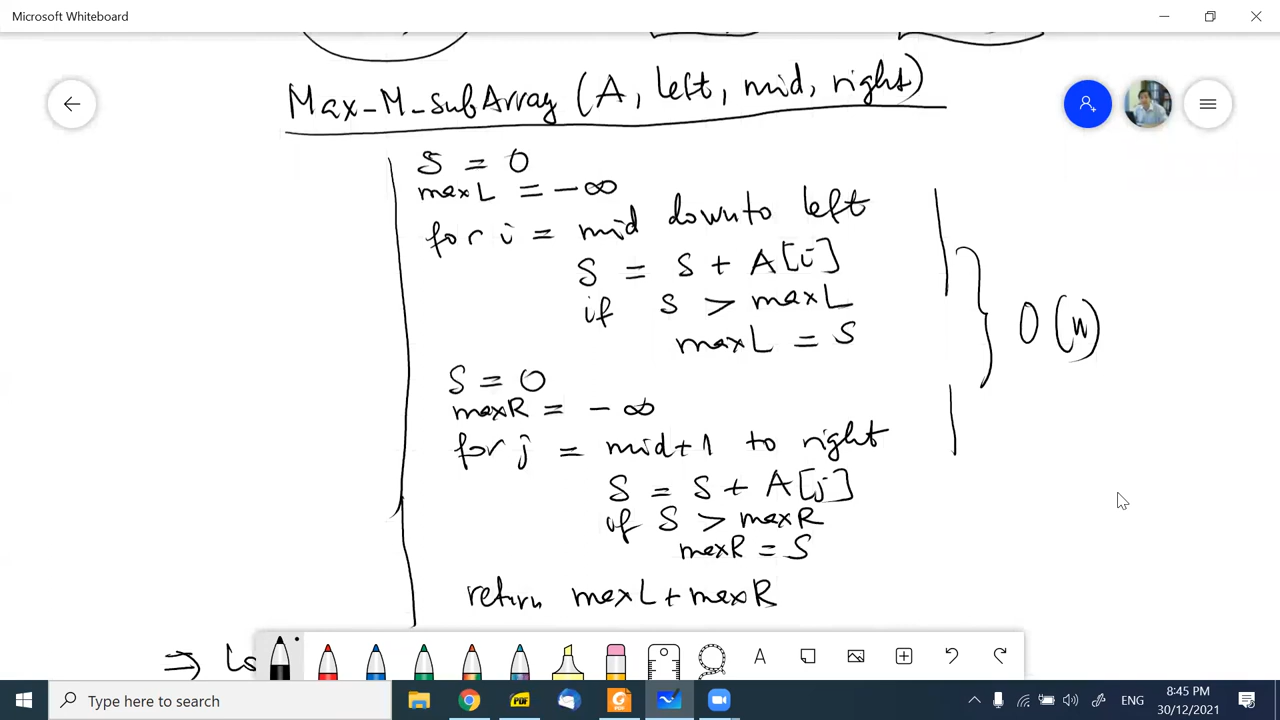 Microsoft Whiteboard
Max-M-subArray (A, left, mid, right)
S = 0
maxL = -∞
for i = mid downto left
S = S + A[i]
if S > maxL
maxL = S
O(n)
S = 0
maxR = -∞
for j = mid+1 to right
S = S + A[j]
if S > maxR
maxR = S
return maxL + maxR
⇒
A
Type here to search
PDF
ENG
8:45 PM
30/12/2021